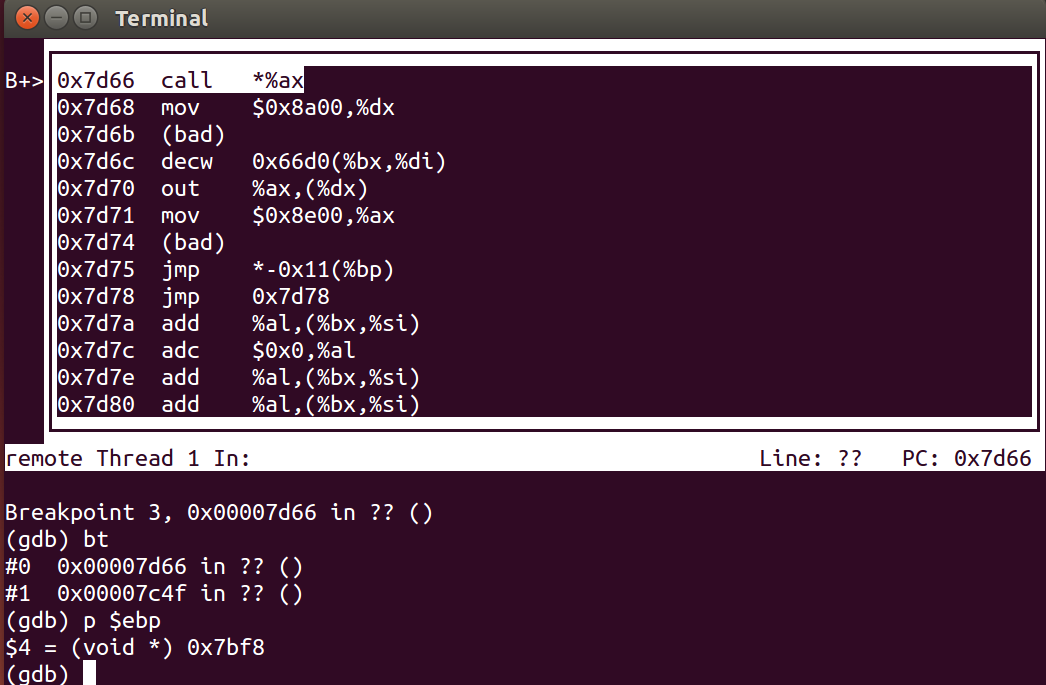 Terminal
B+> 0x7d66 call *%ax
0x7d68 mov $0x8a00,%dx
0x7d6b (bad)
0x7d6c decw 0x66d0(%bx,%di)
0x7d70 out %ax,(%dx)
0x7d71 mov $0x8e00,%ax
0x7d74 (bad)
0x7d75 jmp *-0x11(%bp)
0x7d78 jmp 0x7d78
0x7d7a add %al,(%bx,%si)
0x7d7c adc $0x0,%al
0x7d7e add %al,(%bx,%si)
0x7d80 add %al,(%bx,%si)
remote Thread 1 In: Line: ?? PC: 0x7d66
Breakpoint 3, 0x00007d66 in ?? ()
(gdb) bt
#0 0x00007d66 in ?? ()
#1 0x00007c4f in ?? ()
(gdb) p $ebp
$4 = (void *) 0x7bf8
(gdb)